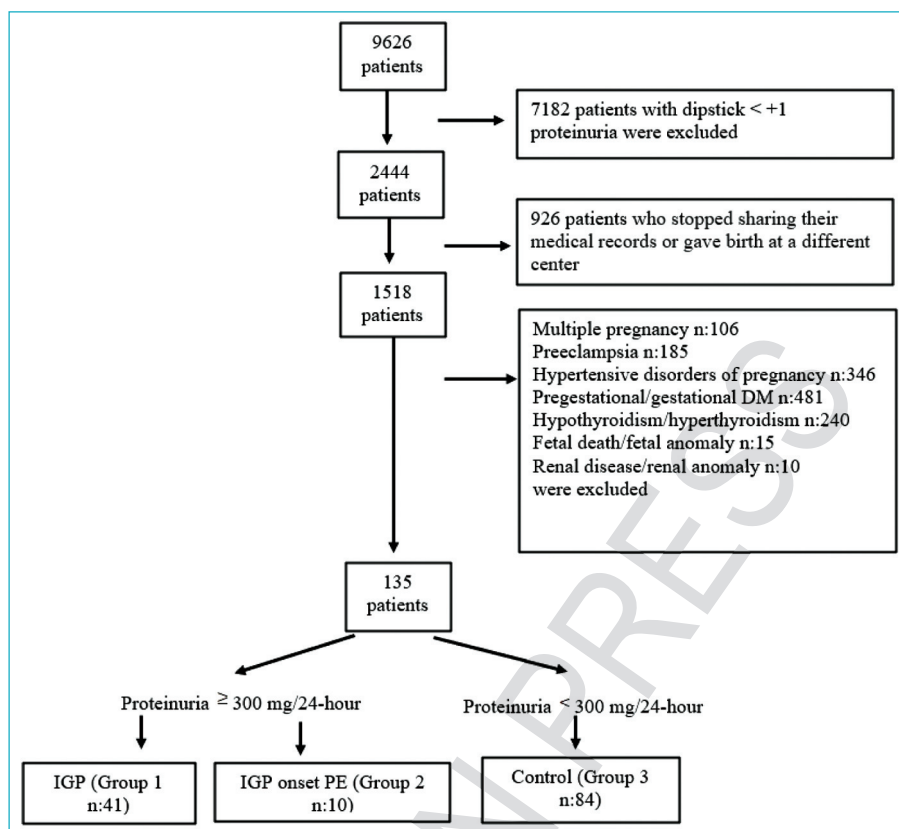 9626
patients
7182 patients with dipstick < +1
proteinuria were excluded
2444
patients
926 patients who stopped sharing their
medical records or gave birth at a different
center
1518
patients
Multiple pregnancy n:106
Preeclampsia n:185
Hypertensive disorders of pregnancy n:346
Pregestational/gestational DM n:481
Hypothyroidism/hyperthyroidism n:240
Fetal death/fetal anomaly n:15
Renal disease/renal anomaly n:10
were excluded
135
patients
Proteinuria ≥ 300 mg/24-hour
Proteinuria < 300 mg/24-hour
IGP (Group 1
n:41)
IGP onset PE (Group 2
n:10)
Control (Group 3
n:84)
N PRESS